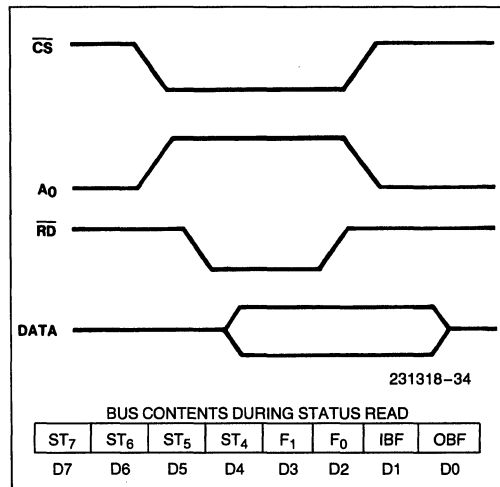 CS
A0
RD
DATA
231318-34
BUS CONTENTS DURING STATUS READ
ST7 ST6 ST5 ST4 F1 F0 IBF OBF
D7 D6 D5 D4 D3 D2 D1 D0